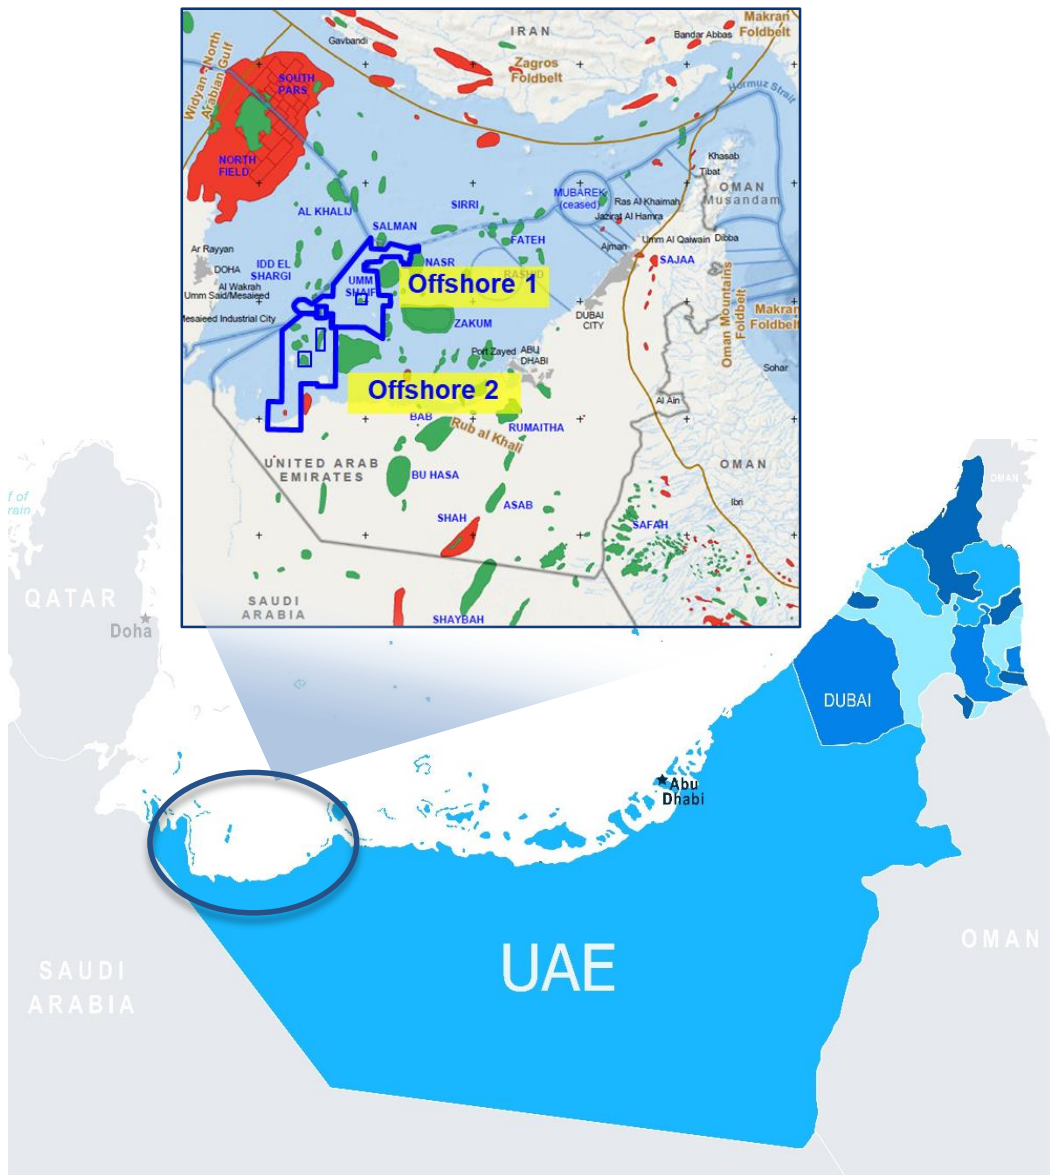 IRAN
Makran
Foldbelt
Gavbandi
Bandar Abbas
Zagros
Foldbelt
Widyan - North
Arabian Gulf
SOUTH
PARS
Hormuz Strait
NORTH
FIELD
Khasab
Tibat
OMAN
Musandam
MUBAREK
(ceased)
SIRRI
Ras Al Khaimah
Jazirat Al Hamra
AL KHALIJ
SALMAN
FATEH
Umm Al Qaiwain
Dibba
Ajman
Ar Rayyan
DOHA
IDD EL
SHARGI
NASR
RASHID
SAJAA
Al Wakrah
Umm Said/Mesaieed
UMM
SHAIF
Offshore 1
Oman Mountains
Foldbelt
Mesaieed Industrial City
ZAKUM
DUBAI
CITY
Makran
Foldbelt
Port Zayed
ABU
DHABI
Sohar
Offshore 2
Al Ain
BAB
Rub al Khali
RUMAITHA
UNITED ARAB
EMIRATES
BU HASA
OMAN
Ibri
ASAB
SHAH
SAFAH
SAUDI
ARABIA
SHAYBAH
OMAN
f of
rain
QATAR
Doha
DUBAI
Abu
Dhabi
UAE
OMAN
SAUDI
ARABIA